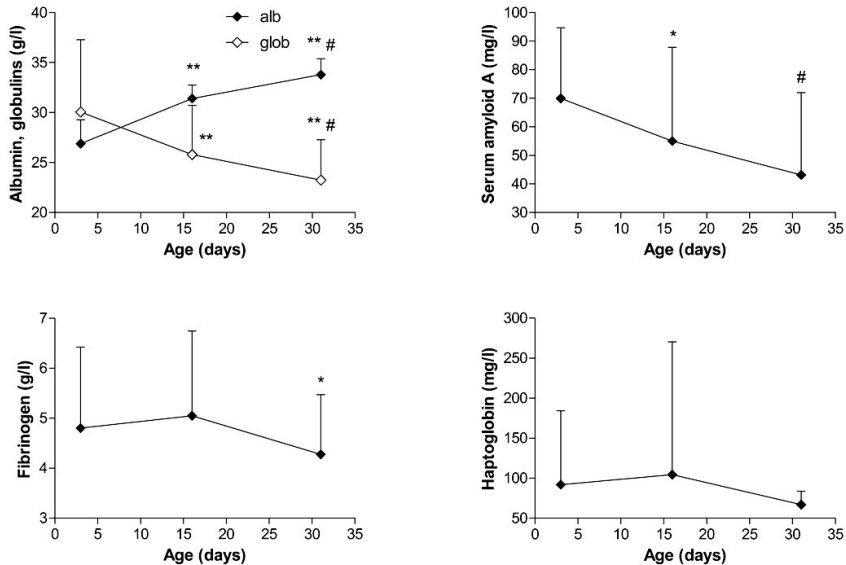 Albumin, globulins (g/l)
40
35
30
25
20
alb
glob
**
**
** #
** #
0 5 10 15 20 25 30 35
Age (days)
Serum amyloid A (mg/l)
100
90
80
70
60
50
40
30
*
#
0 5 10 15 20 25 30 35
Age (days)
Fibrinogen (g/l)
7
6
5
4
3
*
0 5 10 15 20 25 30 35
Age (days)
Haptoglobin (mg/l)
300
250
200
150
100
50
0 5 10 15 20 25 30 35
Age (days)